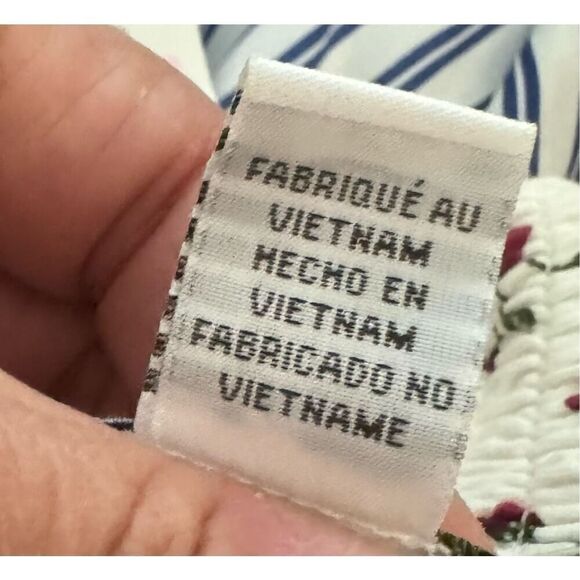 FABRIQUÉ AU
VIETNAM
HECHO EN
VIETNAM
FABRICADO NO
VIETNAME